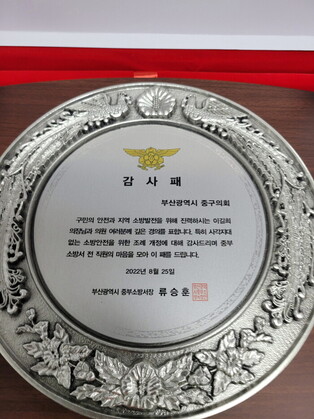 감 사 패
부산광역시 중구의회
구민의 안전과 지역 소방발전을 위해 진력하시는 이길희
의장님과 의원 여러분께 깊은 경의를 표합니다. 특히 사각지대
없는 소방안전을 위한 조례 개정에 대해 감사드리며 중부
소방서 전 직원의 마음을 모아 이 패를 드립니다.
2022년 8월 25일
부산광역시 중부소방서장 류승훈